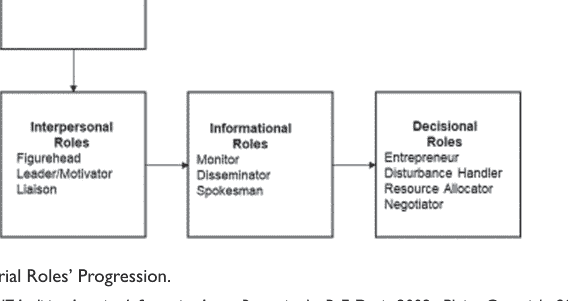 Interpersonal
Roles
Figurehead
Leader/Motivator
Liaison
Informational
Roles
Monitor
Disseminator
Spokesman
Decisional
Roles
Entrepreneur
Disturbance Handler
Resource Allocator
Negotiator
rial Roles’ Progression.